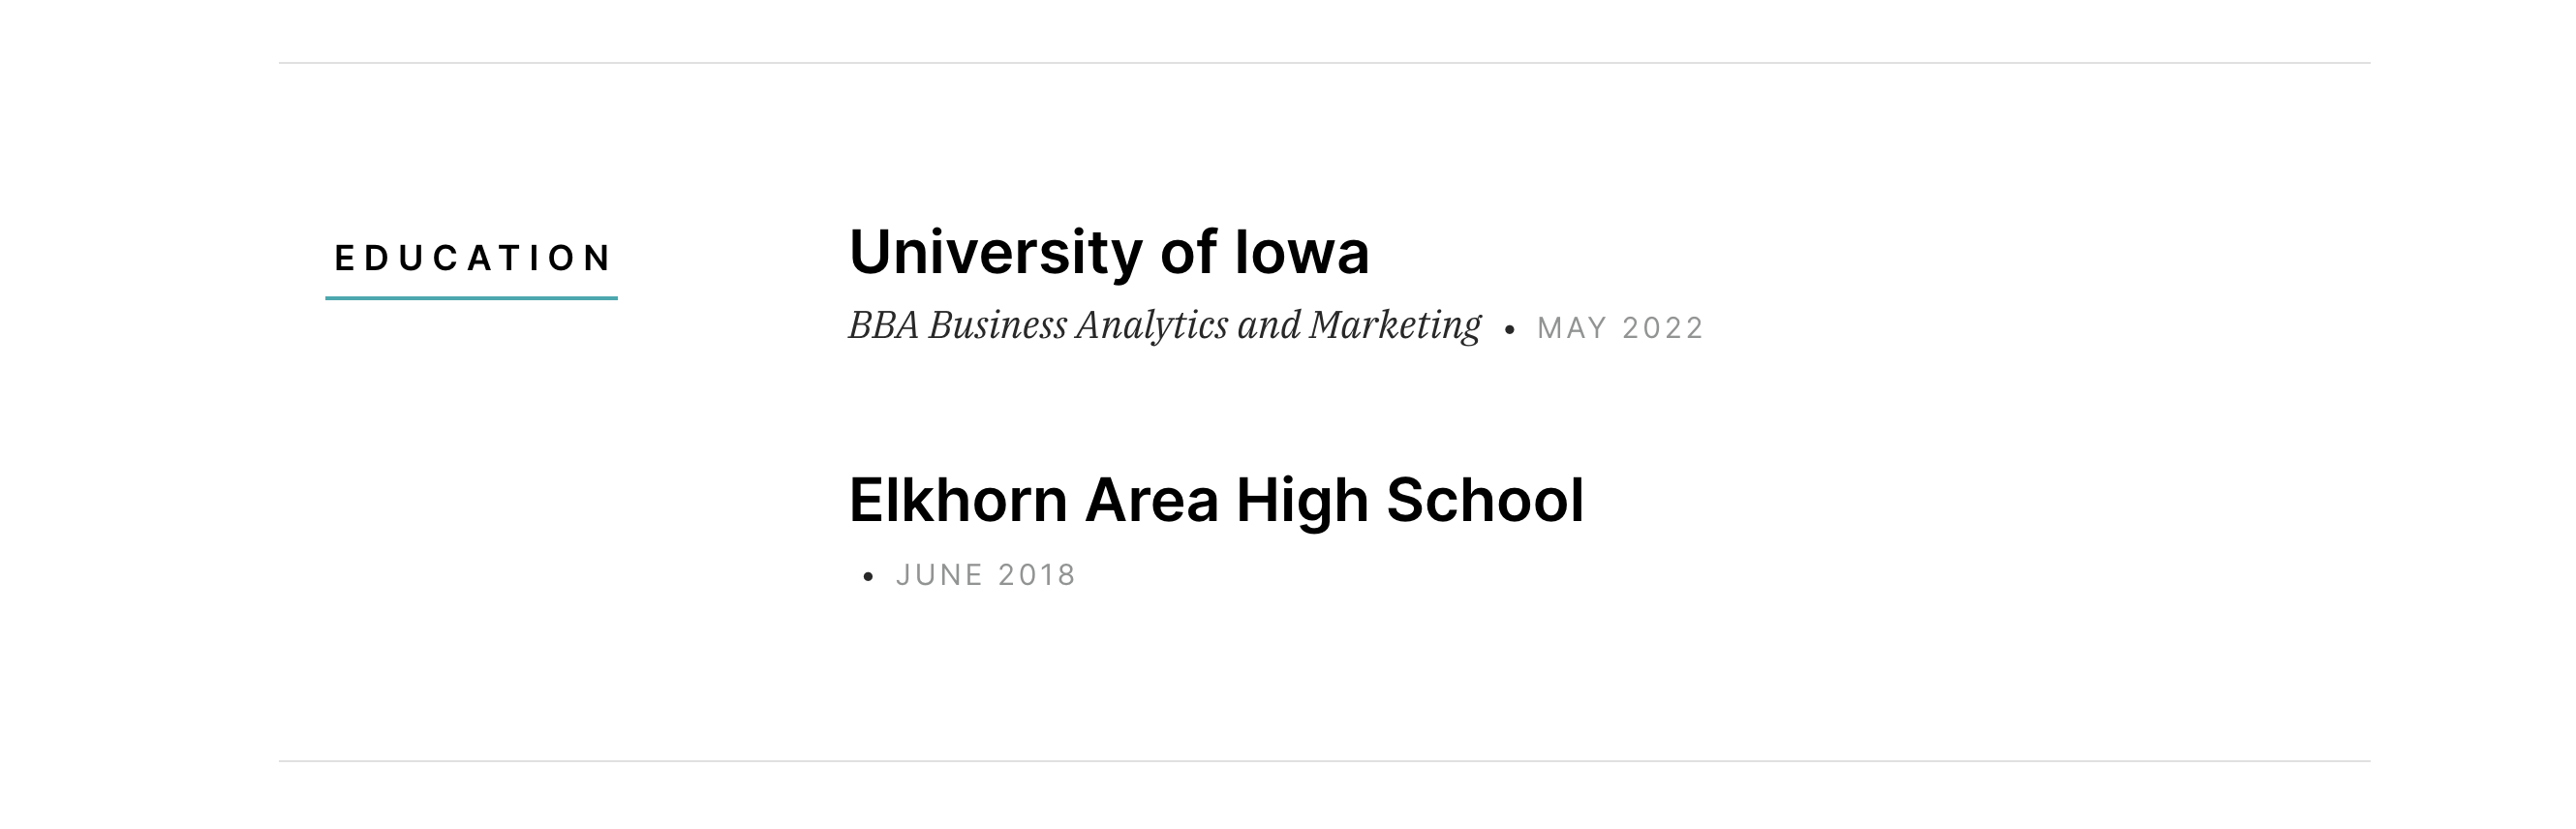 EDUCATION
University of Iowa
BBA Business Analytics and Marketing • MAY 2022
Elkhorn Area High School
• JUNE 2018